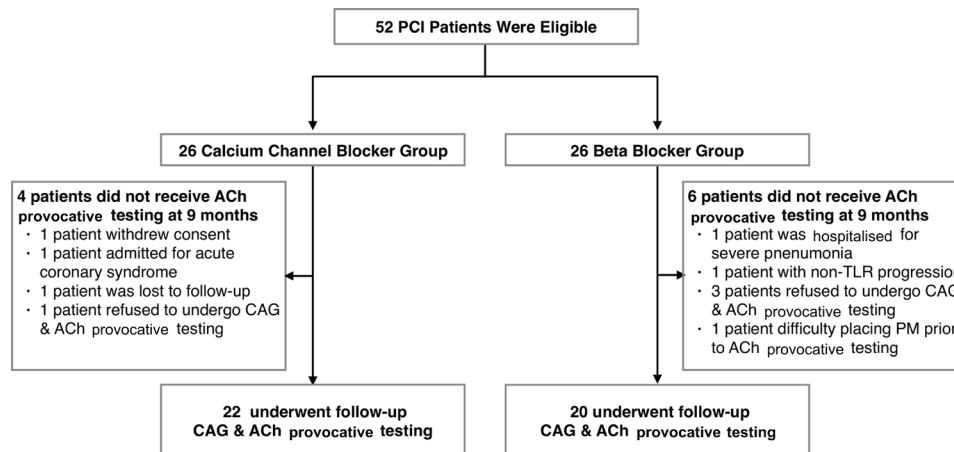 52 PCI Patients Were Eligible
26 Calcium Channel Blocker Group
26 Beta Blocker Group
4 patients did not receive ACh
provocative testing at 9 months
· 1 patient withdrew consent
· 1 patient admitted for acute
coronary syndrome
· 1 patient was lost to follow-up
· 1 patient refused to undergo CAG
& ACh provocative testing
6 patients did not receive ACh
provocative testing at 9 months
· 1 patient was hospitalised for
severe pnenumonia
· 1 patient with non-TLR progression
· 3 patients refused to undergo CAG
& ACh provocative testing
· 1 patient difficulty placing PM prior
to ACh provocative testing
22 underwent follow-up
CAG & ACh provocative testing
20 underwent follow-up
CAG & ACh provocative testing